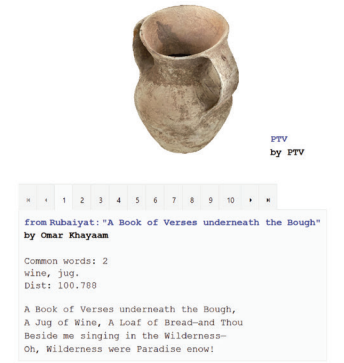 PTV
by PTV
« ‹ 1 2 3 4 5 6 7 8 9 10 › »
from Rubaiyat: "A Book of Verses underneath the Bough"
by Omar Khayaam
Common words: 2
wine, jug.
Dist: 100.788
A Book of Verses underneath the Bough,
A Jug of Wine, A Loaf of Bread—and Thou
Beside me singing in the Wilderness—
Oh, Wilderness were Paradise enow!